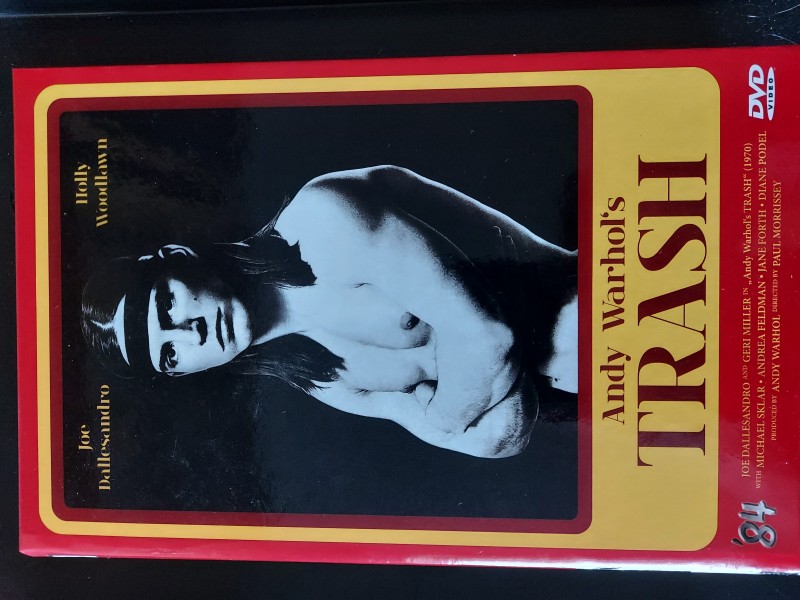 Joe
Dallesandro
Holly
Woodlawn
Andy Warhol's
TRASH
JOE DALLESANDRO AND GERI MILLER IN „Andy Warhol's TRASH“ (1970)
WITH MICHAEL SKLAR • ANDREA FELDMAN • JANE FORTH • DIANE PODEL
PRODUCED BY ANDY WARHOL DIRECTED BY PAUL MORRISSEY
'84
DVD
VIDEO